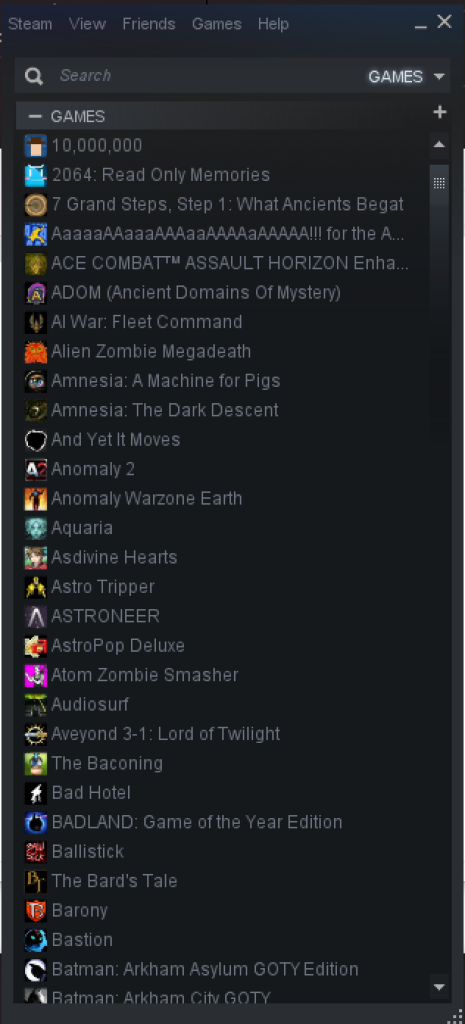 Steam View Friends Games Help
Search GAMES
GAMES
10,000,000
2064: Read Only Memories
7 Grand Steps, Step 1: What Ancients Begat
AaaaaAAaaaAAAaaAAAAaAAAAA!!! for the A...
ACE COMBAT™ ASSAULT HORIZON Enha...
ADOM (Ancient Domains Of Mystery)
AI War: Fleet Command
Alien Zombie Megadeath
Amnesia: A Machine for Pigs
Amnesia: The Dark Descent
And Yet It Moves
Anomaly 2
Anomaly Warzone Earth
Aquaria
Asdivine Hearts
Astro Tripper
ASTRONEER
AstroPop Deluxe
Atom Zombie Smasher
Audiosurf
Aveyond 3-1: Lord of Twilight
The Baconing
Bad Hotel
BADLAND: Game of the Year Edition
Ballistick
The Bard's Tale
Barony
Bastion
Batman: Arkham Asylum GOTY Edition
Batman: Arkham City GOTY